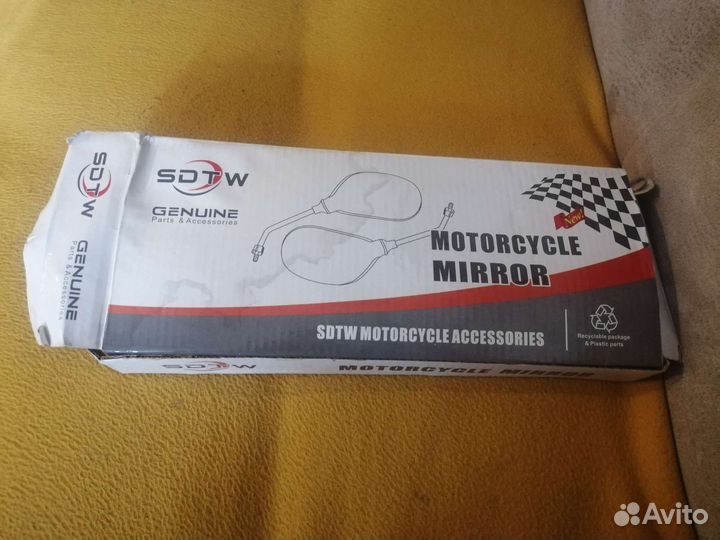 SDTW
GENUINE
Parts & Accessories
SDTW
GENUINE
Parts & Accessories
New!
MOTORCYCLE
MIRROR
SDTW MOTORCYCLE ACCESSORIES
Recyclable package
& Plastic parts
SDTW
MOTORCYCLE MIRROR
Avito